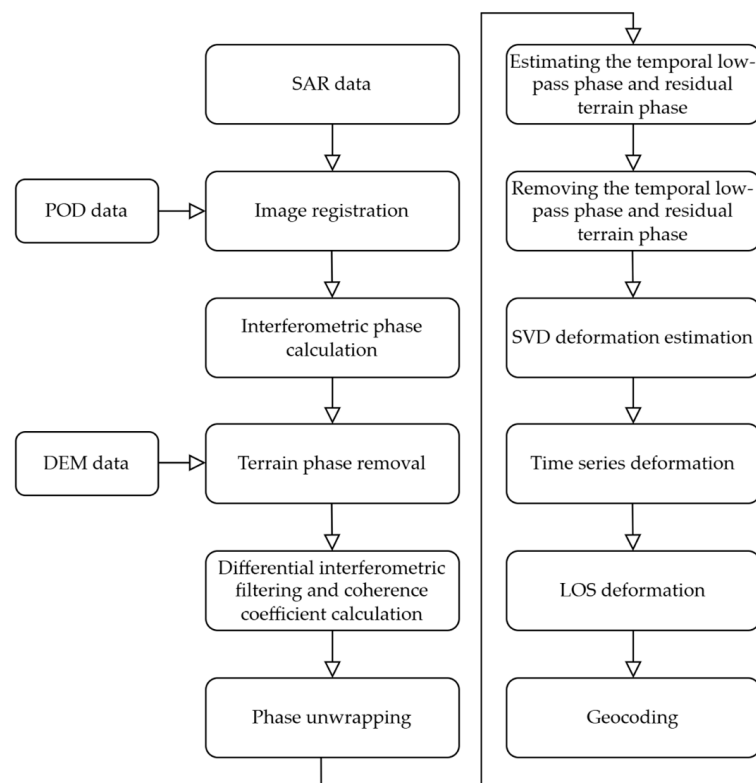 SAR data
POD data
Image registration
Interferometric phase
calculation
DEM data
Terrain phase removal
Differential interferometric
filtering and coherence
coefficient calculation
Phase unwrapping
Estimating the temporal low-
pass phase and residual
terrain phase
Removing the temporal low-
pass phase and residual
terrain phase
SVD deformation estimation
Time series deformation
LOS deformation
Geocoding